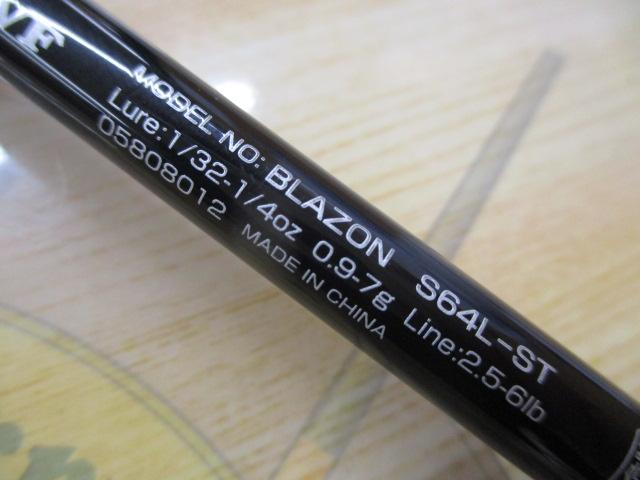 VF
MODEL NO: BLAZON S64L-ST
Lure:1/32-1/4oz 0.9-7g Line:2.5-6lb
05808012 MADE IN CHINA